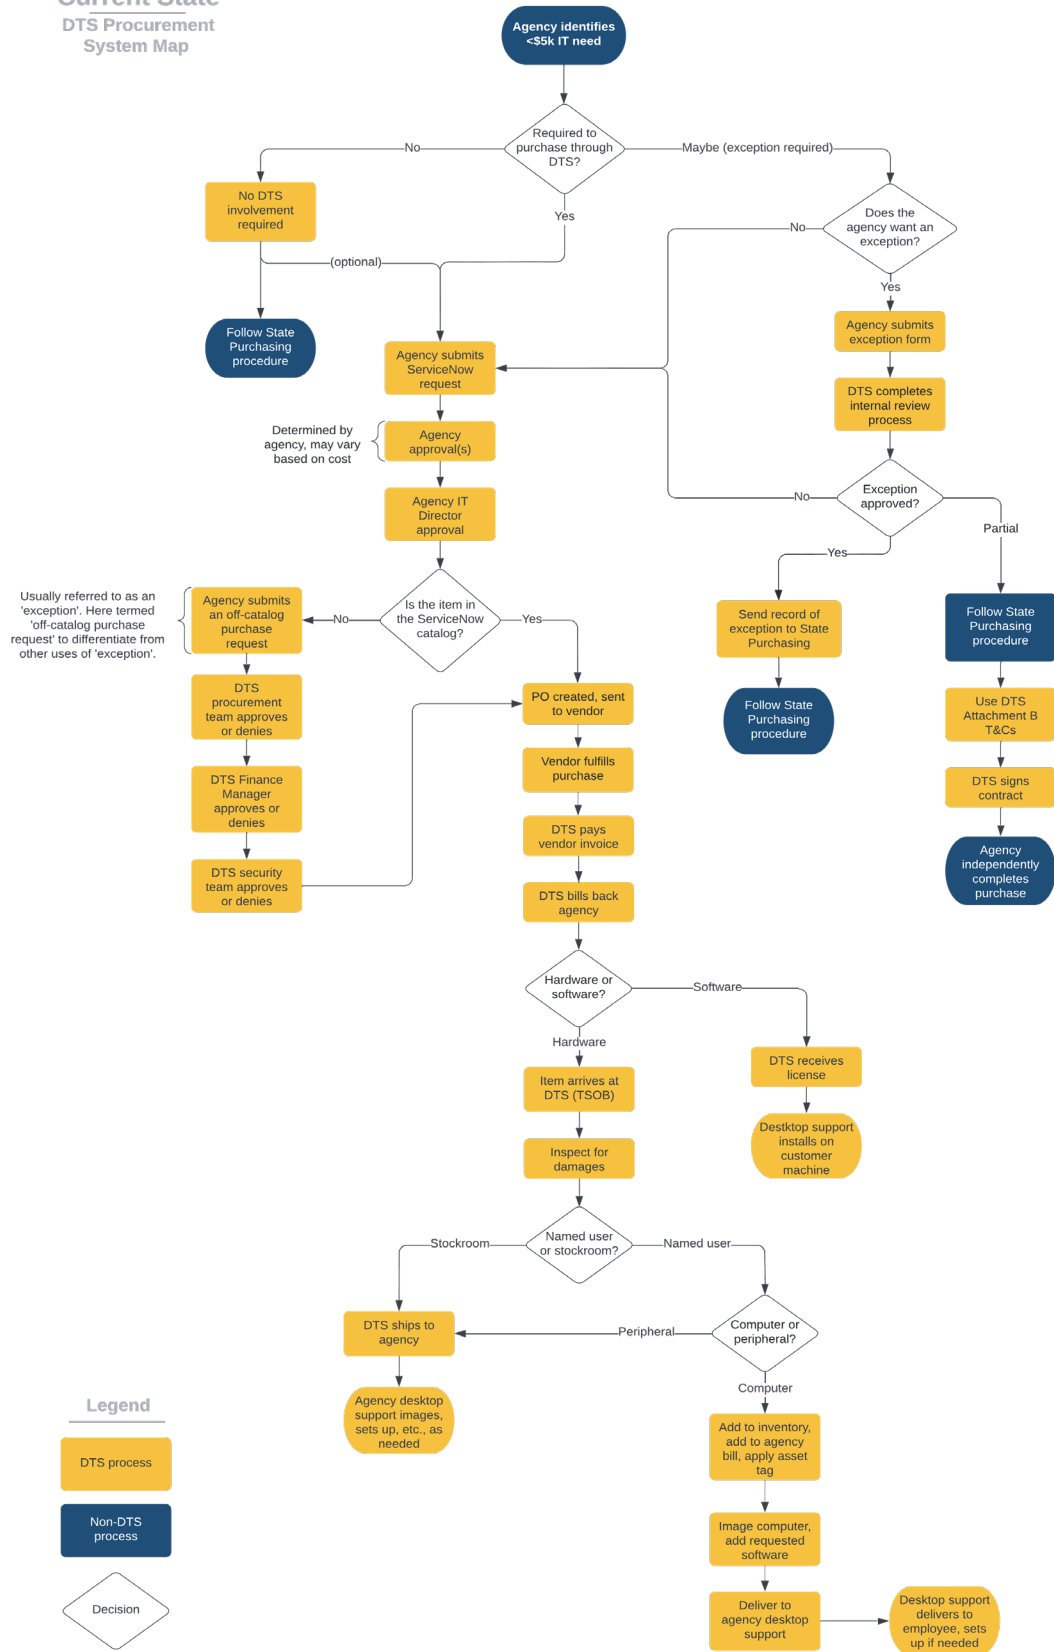 Current State
DTS Procurement
System Map
Agency identifies
<$5k IT need
Required to
purchase through
DTS?
No
Maybe (exception required)
Yes
No DTS
involvement
required
(optional)
Follow State
Purchasing
procedure
Does the
agency want an
exception?
No
Yes
Agency submits
exception form
DTS completes
internal review
process
Exception
approved?
No
Yes
Partial
Agency submits
ServiceNow
request
Determined by
agency, may vary
based on cost
Agency
approval(s)
Agency IT
Director
approval
Is the item in
the ServiceNow
catalog?
No
Yes
Usually referred to as an
'exception'. Here termed
'off-catalog purchase
request' to differentiate from
other uses of 'exception'.
Agency submits
an off-catalog
purchase
request
DTS
procurement
team approves
or denies
DTS Finance
Manager
approves or
denies
DTS security
team approves
or denies
Send record of
exception to State
Purchasing
Follow State
Purchasing
procedure
Follow State
Purchasing
procedure
Use DTS
Attachment B
T&Cs
DTS signs
contract
Agency
independently
completes
purchase
PO created, sent
to vendor
Vendor fulfills
purchase
DTS pays
vendor invoice
DTS bills back
agency
Hardware or
software?
Software
Hardware
DTS receives
license
Destktop support
installs on
customer
machine
Item arrives at
DTS (TSOB)
Inspect for
damages
Named user
or stockroom?
Stockroom
Named user
DTS ships to
agency
Agency desktop
support images,
sets up, etc., as
needed
Computer or
peripheral?
Peripheral
Computer
Add to inventory,
add to agency
bill, apply asset
tag
Image computer,
add requested
software
Deliver to
agency desktop
support
Desktop support
delivers to
employee, sets
up if needed
Legend
DTS process
Non-DTS
process
Decision